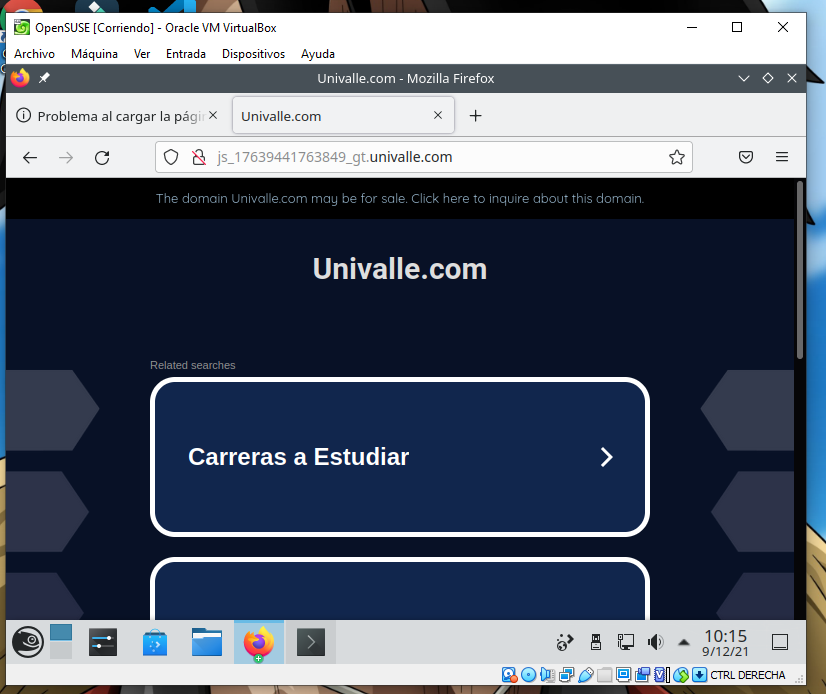 OpenSUSE [Corriendo] - Oracle VM VirtualBox
Archivo Máquina Ver Entrada Dispositivos Ayuda
Univalle.com - Mozilla Firefox
Problema al cargar la págin
Univalle.com
js_17639441763849_gt.univalle.com
The domain Univalle.com may be for sale. Click here to inquire about this domain.
Univalle.com
Related searches
Carreras a Estudiar
10:15
9/12/21
CTRL DERECHA